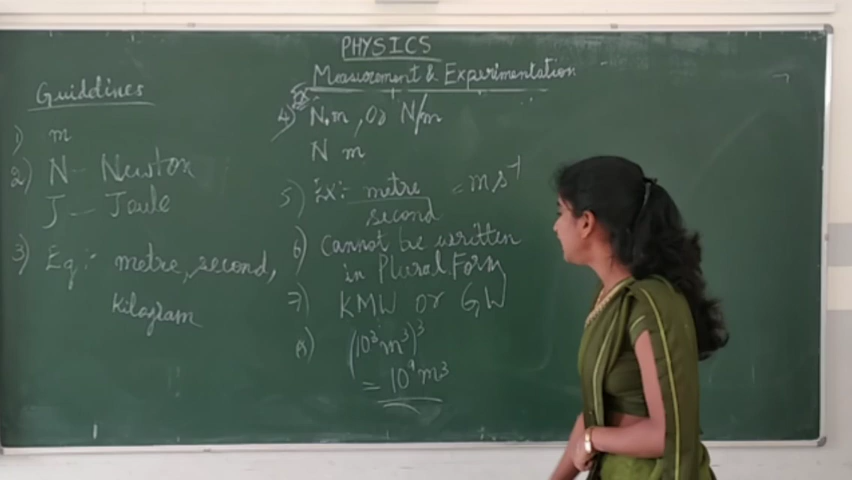 PHYSICS
Measurement & Experimentation
Guidelines
1) m
2) N - Newton
J - Joule
3) Eg:- metre, second,
Kilogram
4) N.m, or N/m
N m
5) Ex:- metre/second = ms⁻¹
6) Cannot be written
in Plural Form
7) KMW or GW
8) (10³m³)³
= 10⁹m³